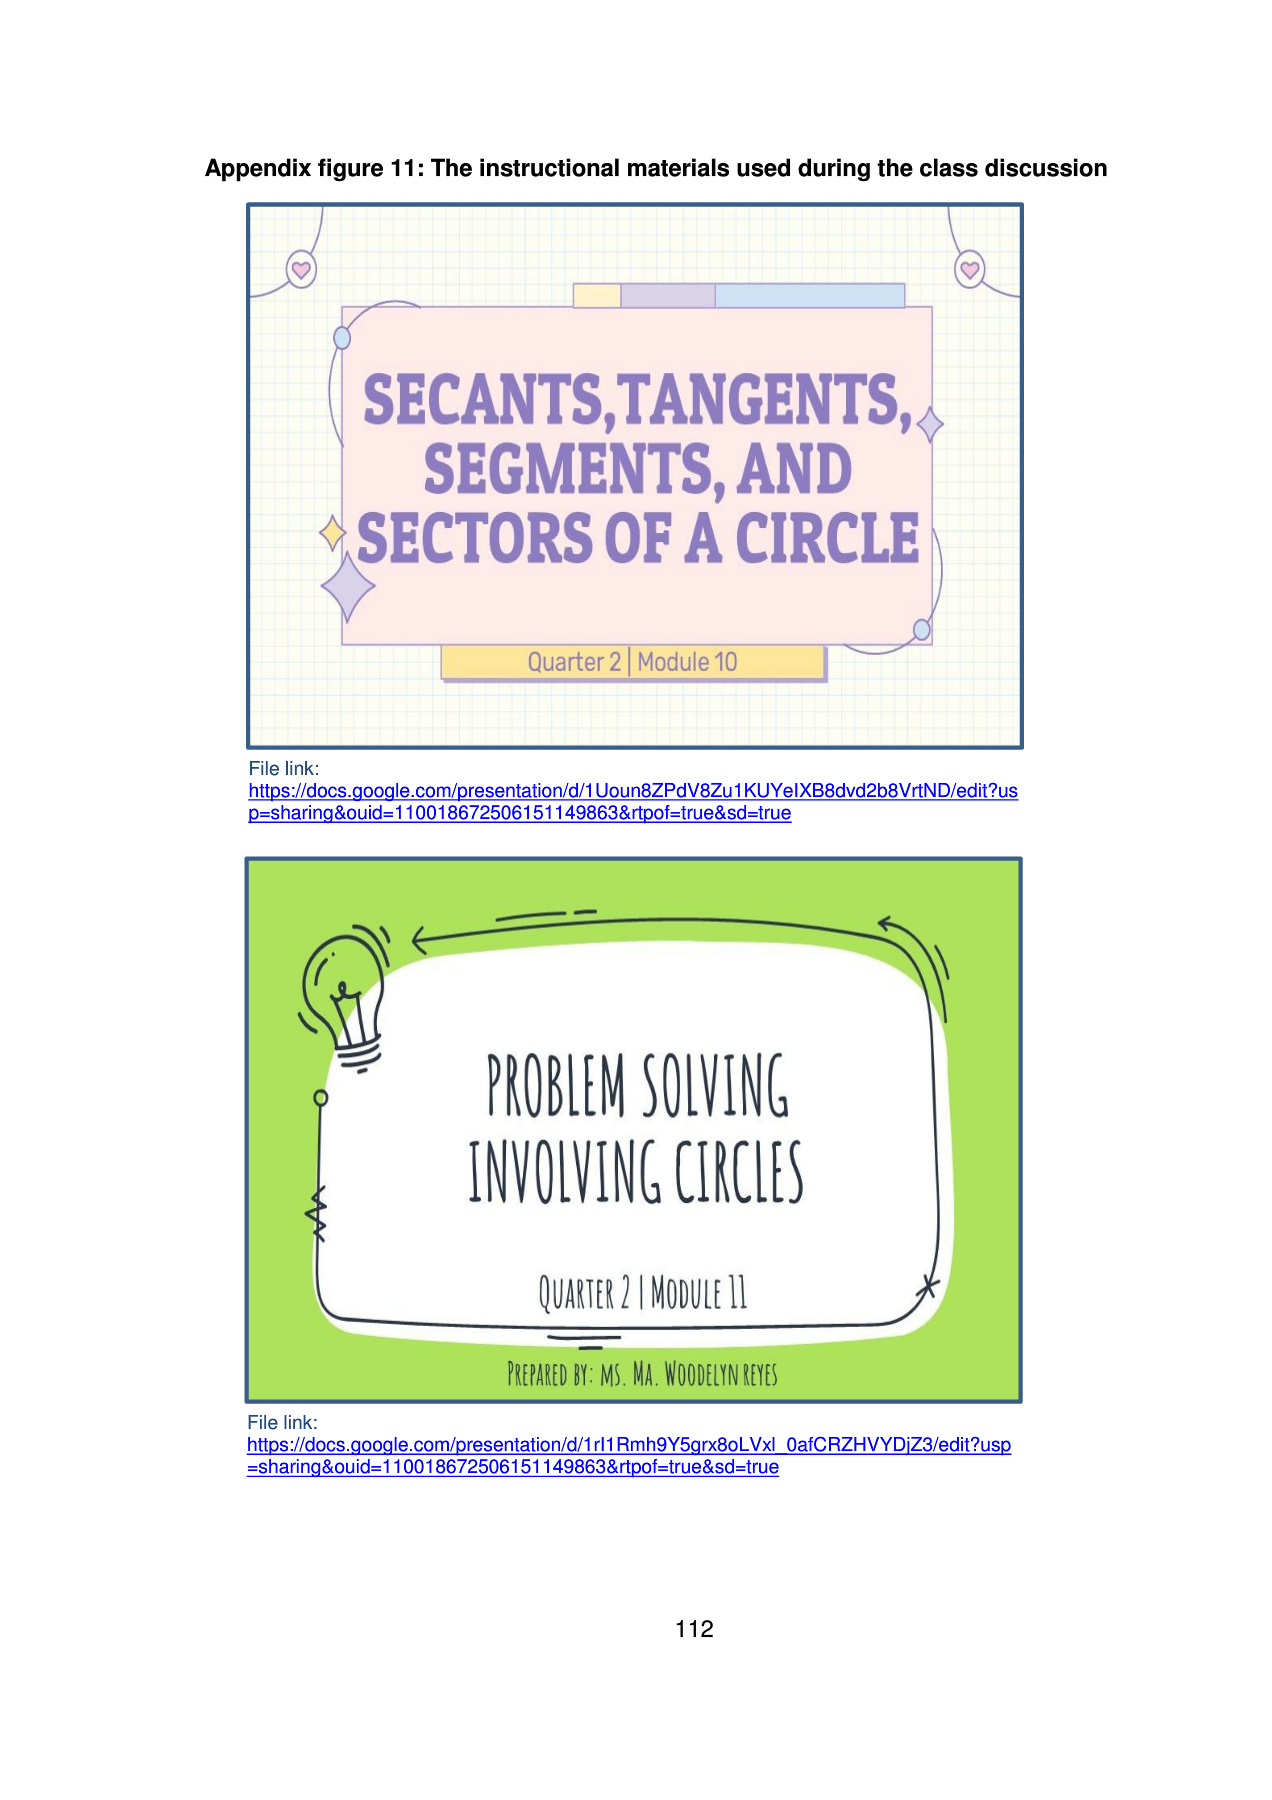 Appendix figure 11: The instructional materials used during the class discussion
SECANTS,TANGENTS,
SEGMENTS, AND
SECTORS OF A CIRCLE
Quarter 2 | Module 10
File link:
https://docs.google.com/presentation/d/1Uoun8ZPdV8Zu1KUYeIXB8dvd2b8VrtND/edit?us
p=sharing&ouid=110018672506151149863&rtpof=true&sd=true
PROBLEM SOLVING
INVOLVING CIRCLES
QUARTER 2 | MODULE 11
PREPARED BY: MS. MA. WOODELYN REYES
File link:
https://docs.google.com/presentation/d/1rI1Rmh9Y5grx8oLVxl_0afCRZHVYDjZ3/edit?usp
=sharing&ouid=110018672506151149863&rtpof=true&sd=true
112